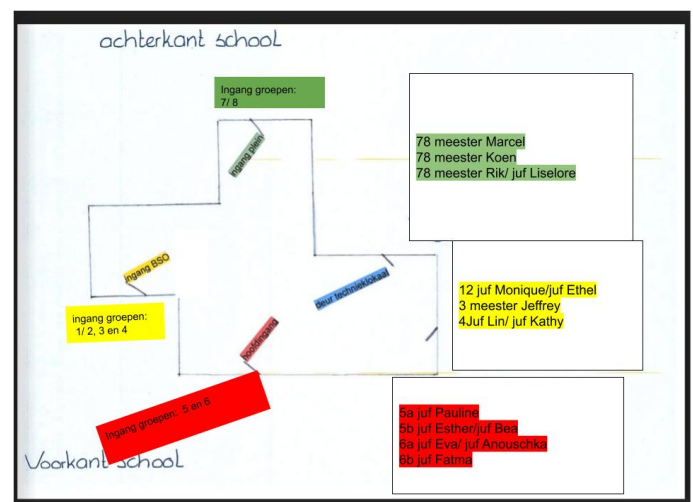 achterkant school
Ingang groepen:
7/ 8
78 meester Marcel
78 meester Koen
78 meester Rik/ juf Liselore
ingang plein
ingang BSO
deur technieklokaal
ingang groepen:
1/ 2, 3 en 4
12 juf Monique/juf Ethel
3 meester Jeffrey
4Juf Lin/ juf Kathy
hoofdingang
Ingang groepen: 5 en 6
5a juf Pauline
5b juf Esther/juf Bea
6a juf Eva/ juf Anouschka
6b juf Fatma
Voorkant school